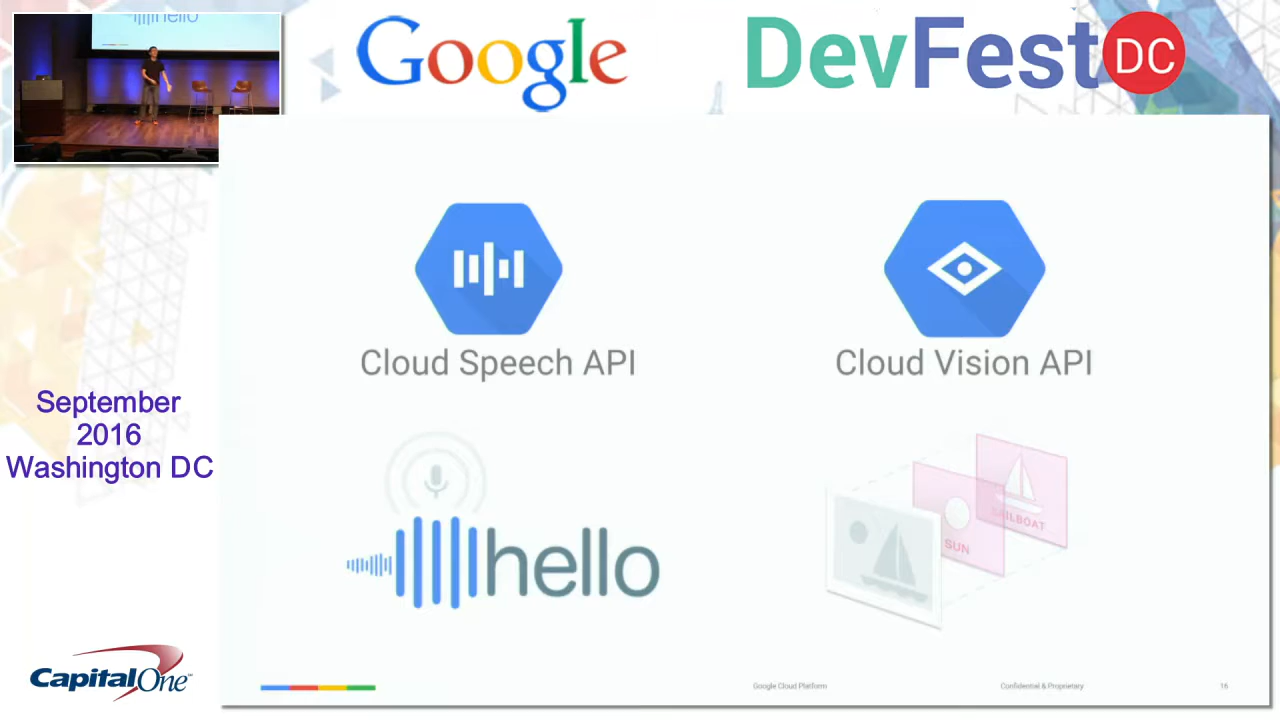 hello
Google
DevFest DC
Cloud Speech API
Cloud Vision API
September
2016
Washington DC
SAILBOAT
SUN
hello
Capital One
Google Cloud Platform
Confidential & Proprietary
16